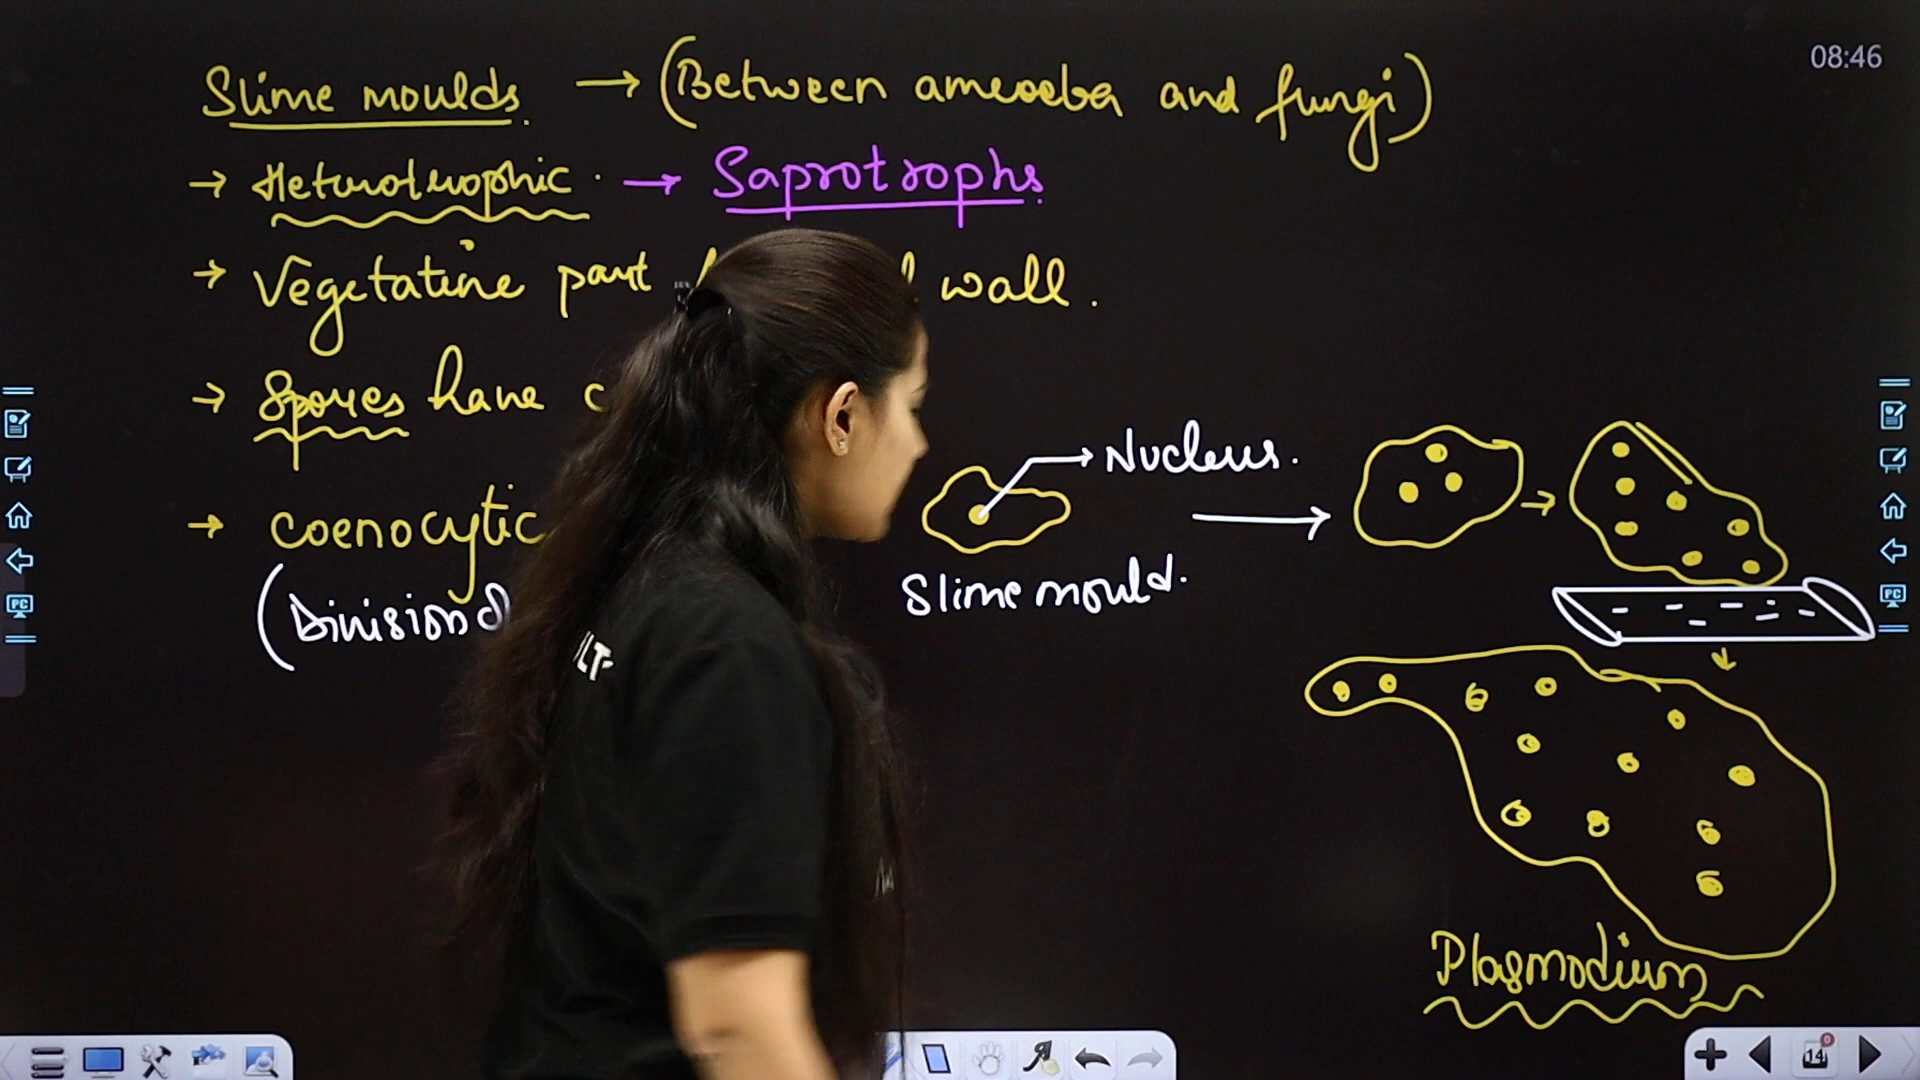 08:46
Slime moulds. → (Between amoeba and fungi)
→ Heterotrophic. → Saprotrophs.
→ Vegetative part wall.
→ Spores have
→ Nucleus.
→ coenocytic
Slime mould.
(Division
Plasmodium
14